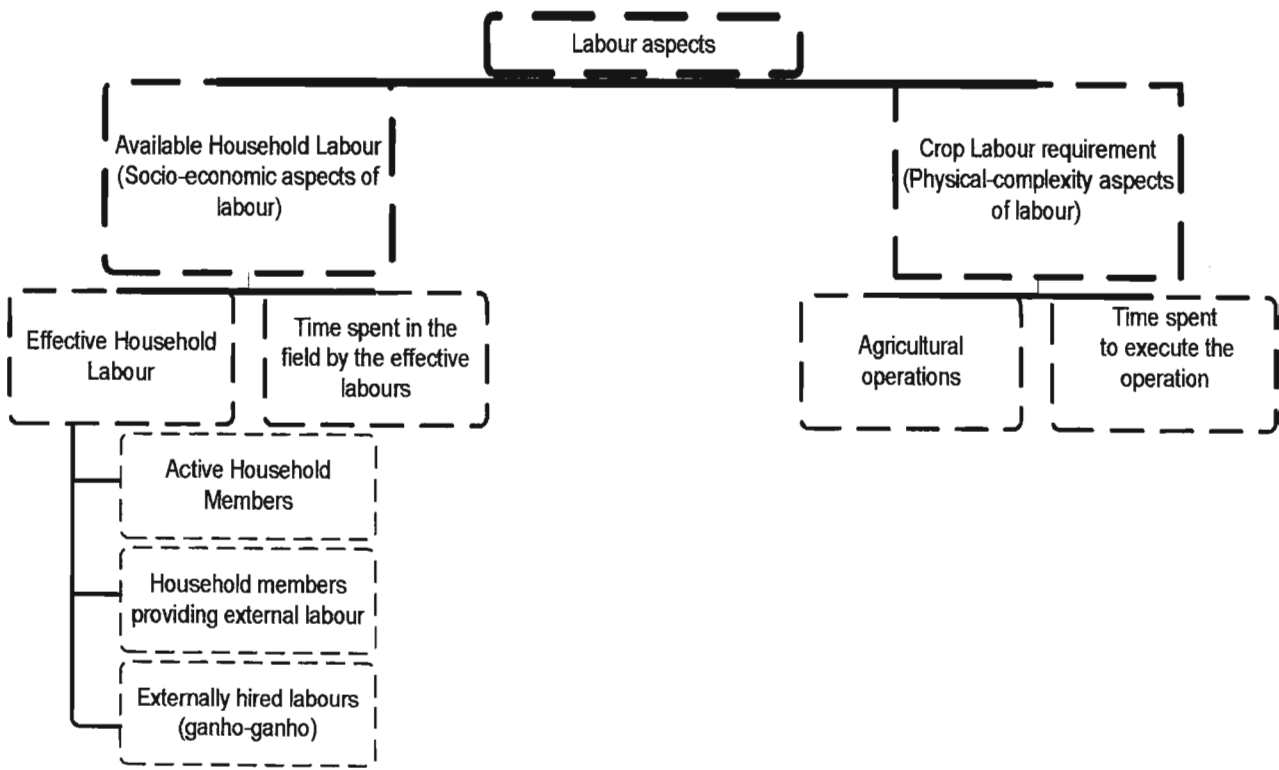 Labour aspects
Available Household Labour
(Socio-economic aspects of
labour)
Crop Labour requirement
(Physical-complexity aspects
of labour)
Effective Household
Labour
Time spent in the
field by the effective
labours
Agricultural
operations
Time spent
to execute the
operation
Active Household
Members
Household members
providing external labour
Externally hired labours
(ganho-ganho)